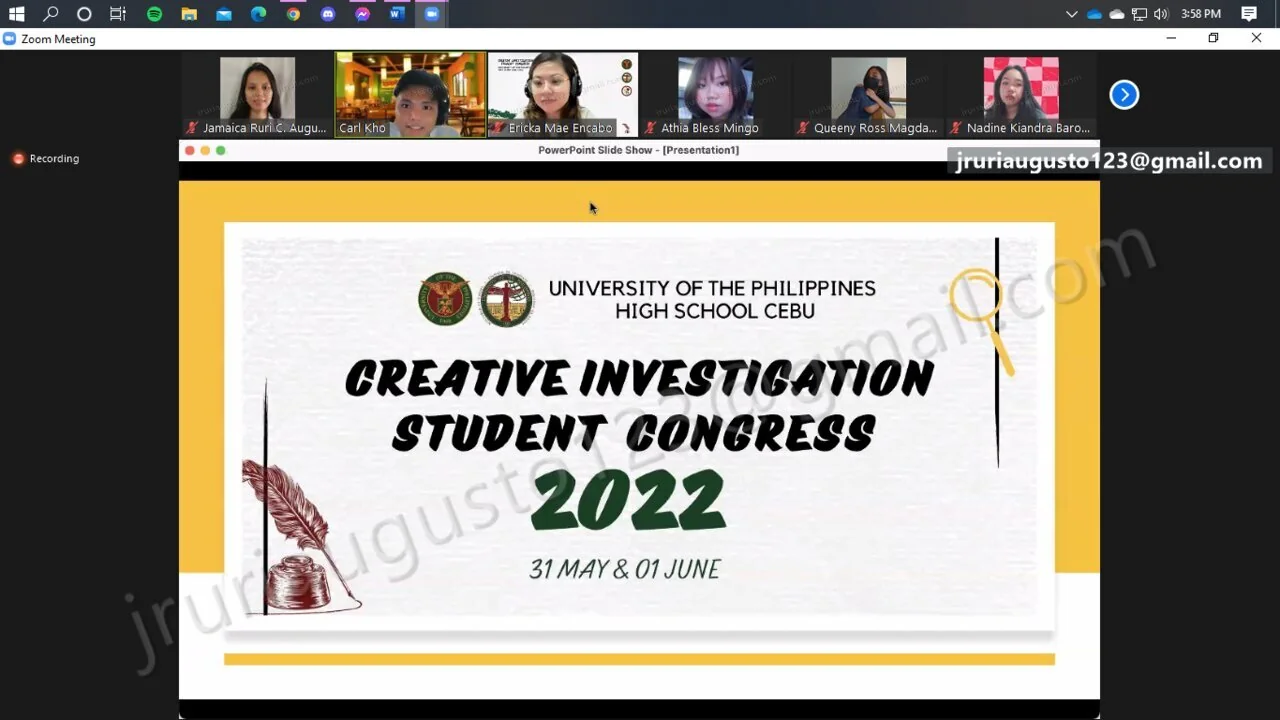 3:58 PM
Zoom Meeting
Jamaica Ruri C. Augu...
Carl Kho
Ericka Mae Encabo
Athia Bless Mingo
Queeny Ross Magda...
Nadine Kiandra Baro...
Recording
PowerPoint Slide Show - [Presentation1]
jruriaugusto123@gmail.com
UNIVERSITY OF THE PHILIPPINES
HIGH SCHOOL CEBU
CREATIVE INVESTIGATION
STUDENT CONGRESS
2022
31 MAY & 01 JUNE
jruriaugusto123@gmail.com